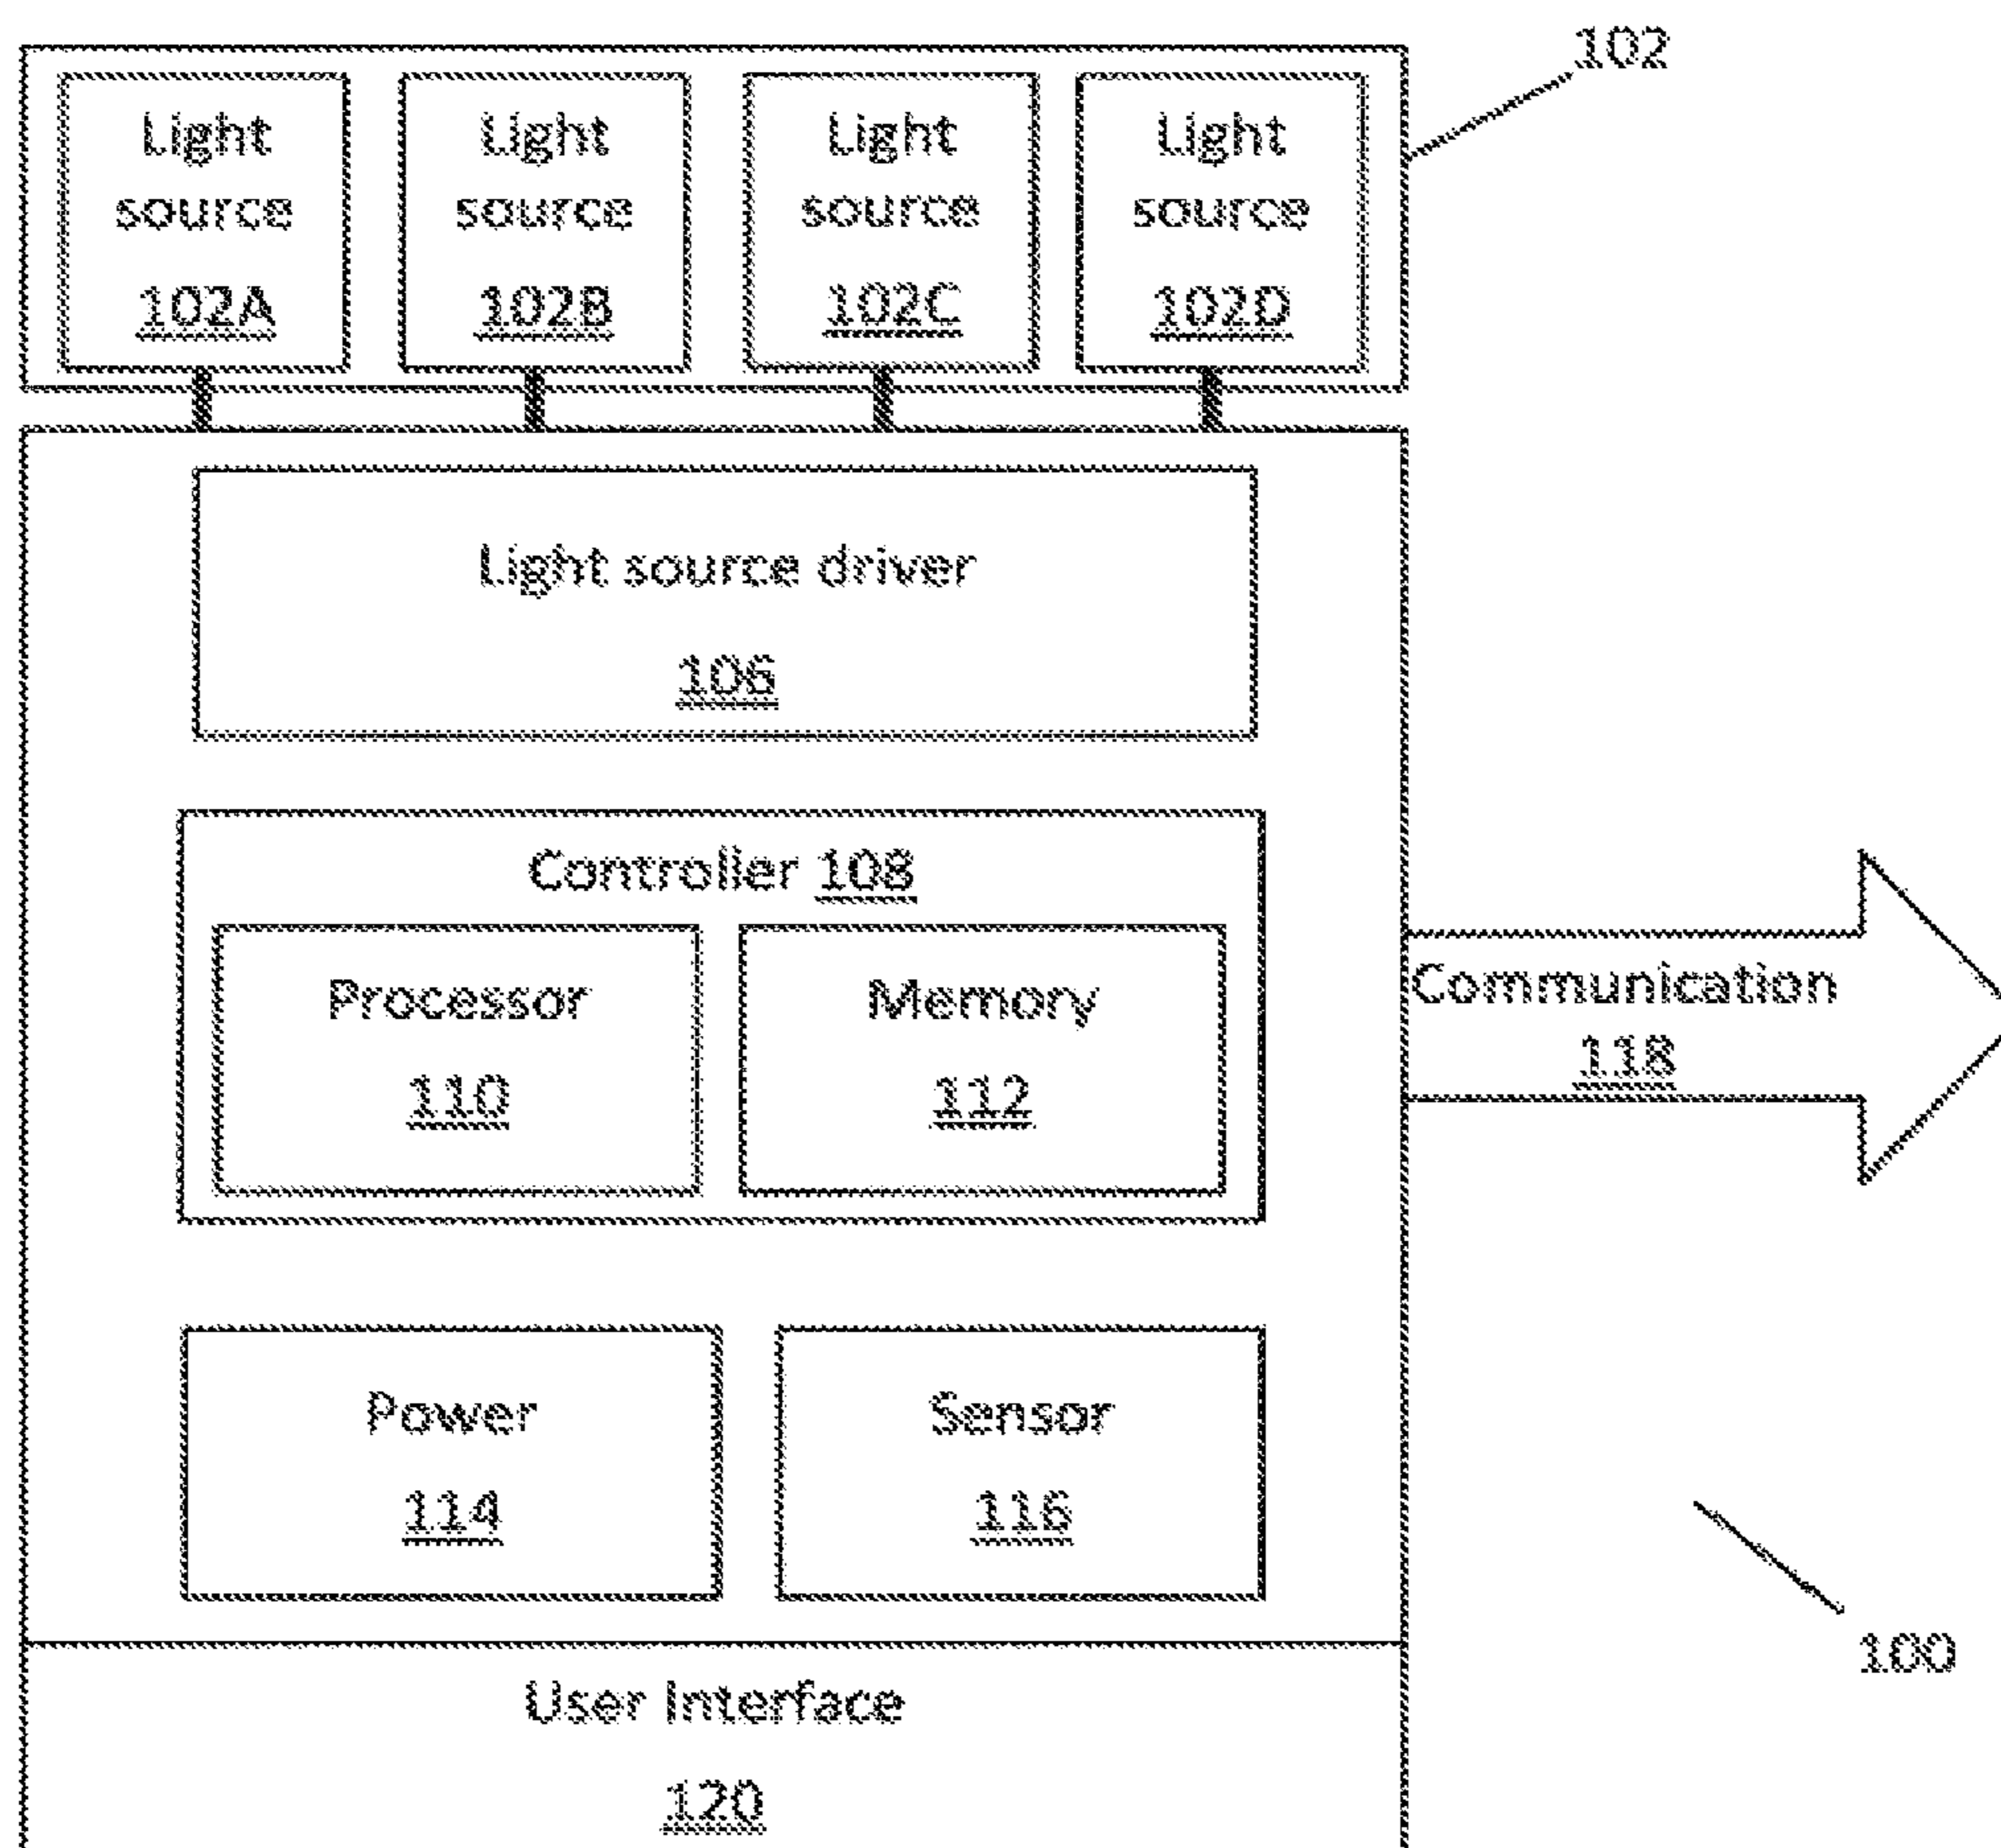 102
Light
source
102A
Light
source
102B
Light
source
102C
Light
source
102D
Light source driver
106
Controller 108
Processor
110
Memory
112
Communication
118
Power
114
Sensor
116
100
User Interface
120